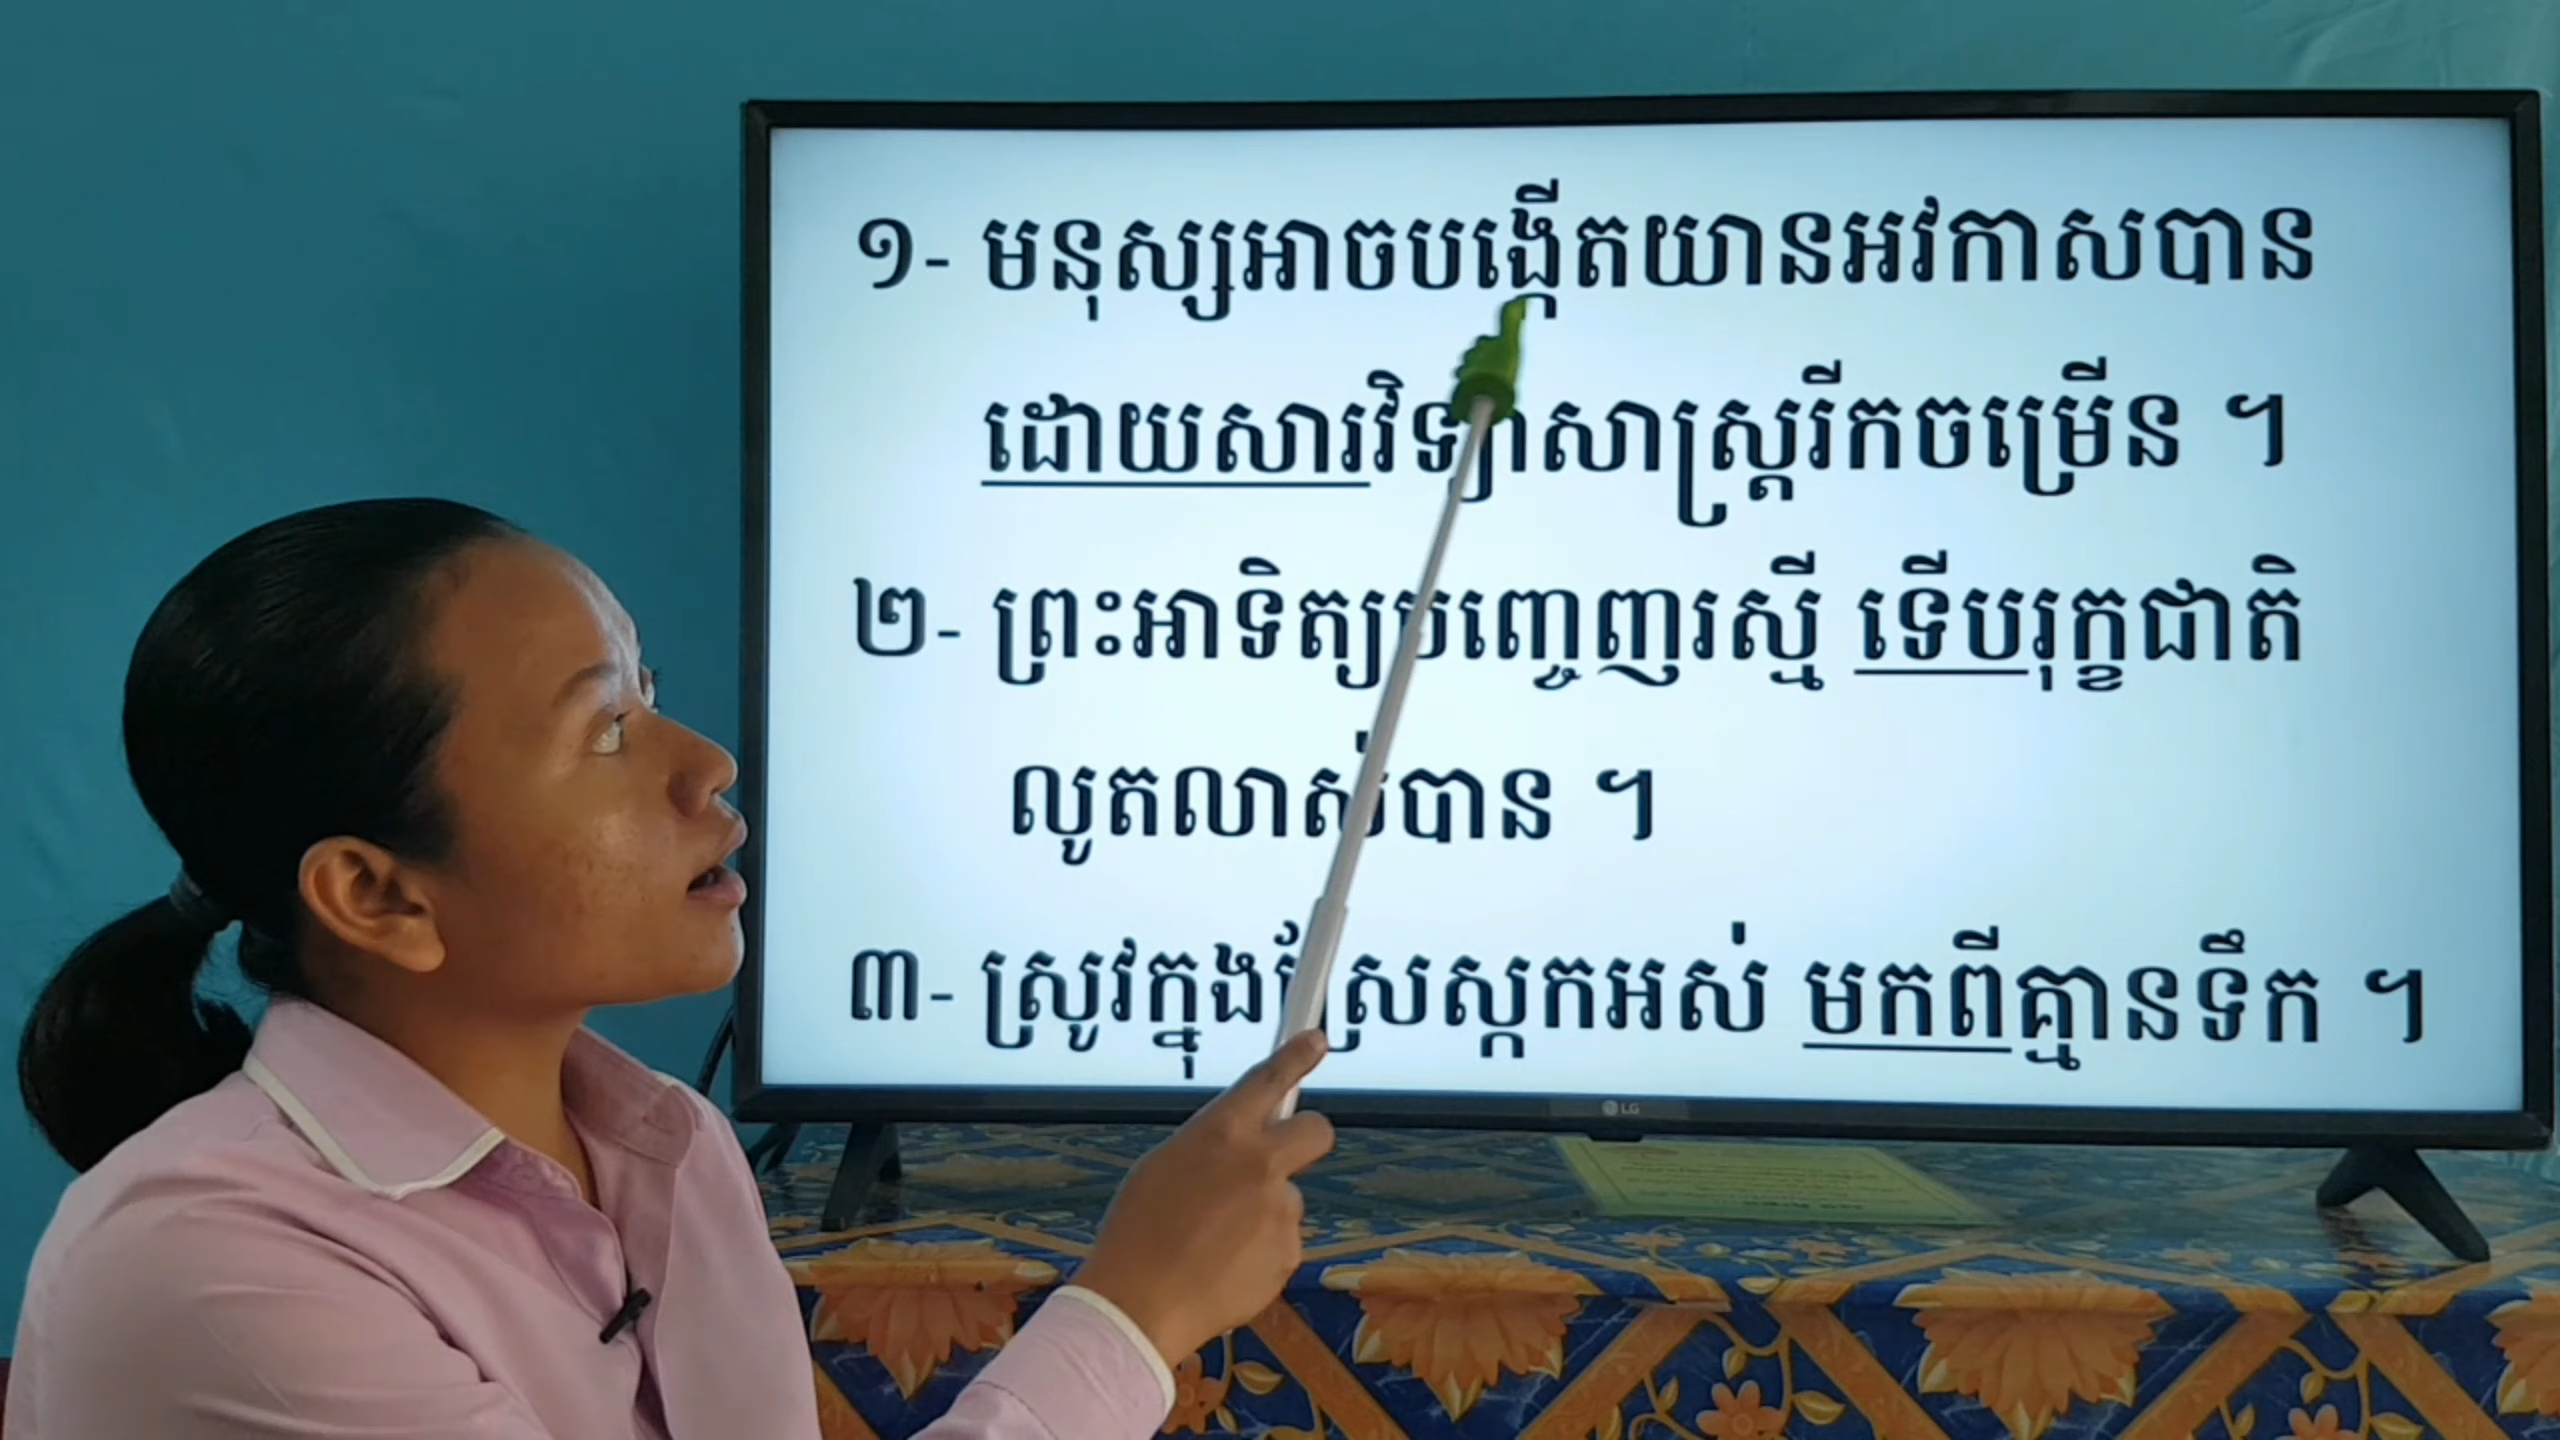 ១- មនុស្សអាចបង្កើតយានអវកាសបាន
ដោយសារវិទ្យាសាស្ត្ររីកចម្រើន ។
២- ព្រះអាទិត្យបញ្ចេញរស្មី ទើបរុក្ខជាតិ
លូតលាស់បាន ។
៣- ស្រូវក្នុងស្រែស្កកអស់ មកពីគ្មានទឹក ។
LG